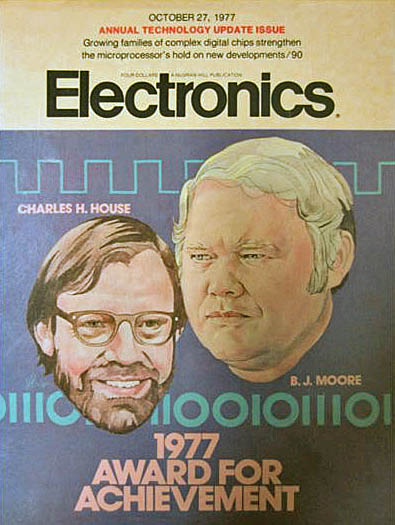 OCTOBER 27, 1977
ANNUAL TECHNOLOGY UPDATE ISSUE
Growing families of complex digital chips strengthen
the microprocessor's hold on new developments/90
FOUR DOLLARS A McGRAW-HILL PUBLICATION
Electronics®
CHARLES H. HOUSE
B. J. MOORE
0111011100101011101
1977
AWARD FOR
ACHIEVEMENT